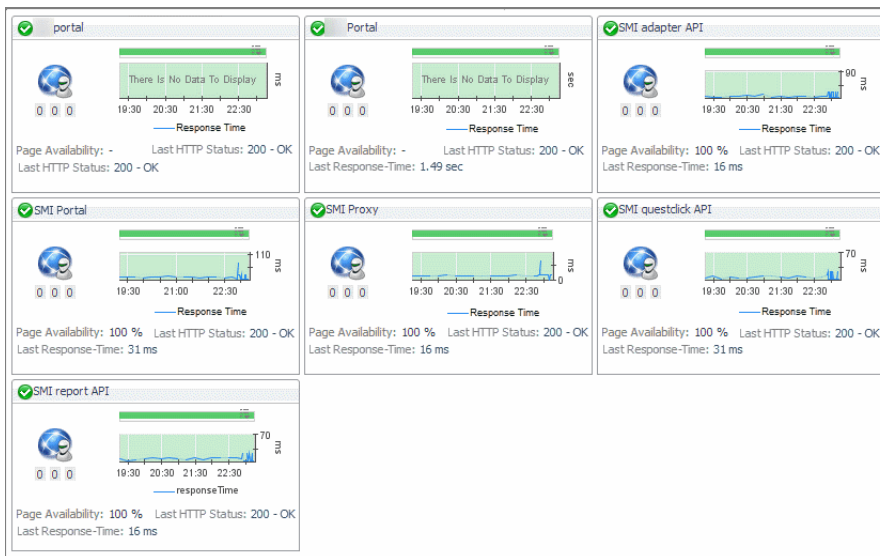 portal
There Is No Data To Display
ms
19:30 20:30 21:30 22:30
Response Time
0 0 0
Page Availability: - Last HTTP Status: 200 - OK
Last HTTP Status: 200 - OK
Portal
There Is No Data To Display
sec
19:30 20:30 21:30 22:30
Response Time
0 0 0
Page Availability: - Last HTTP Status: 200 - OK
Last Response-Time: 1.49 sec
SMI adapter API
90
ms
19:30 20:30 21:30 22:30
Response Time
0 0 0
Page Availability: 100 % Last HTTP Status: 200 - OK
Last Response-Time: 16 ms
SMI Portal
110
ms
19:30 21:00 22:30
Response Time
0 0 0
Page Availability: 100 % Last HTTP Status: 200 - OK
Last Response-Time: 31 ms
SMI Proxy
ms
0
19:30 20:30 21:30 22:30
Response Time
0 0 0
Page Availability: 100 % Last HTTP Status: 200 - OK
Last Response-Time: 16 ms
SMI questclick API
70
ms
19:30 20:30 21:30 22:30
Response Time
0 0 0
Page Availability: 100 % Last HTTP Status: 200 - OK
Last Response-Time: 31 ms
SMI report API
70
ms
19:30 20:30 21:30 22:30
responseTime
0 0 0
Page Availability: 100 % Last HTTP Status: 200 - OK
Last Response-Time: 16 ms